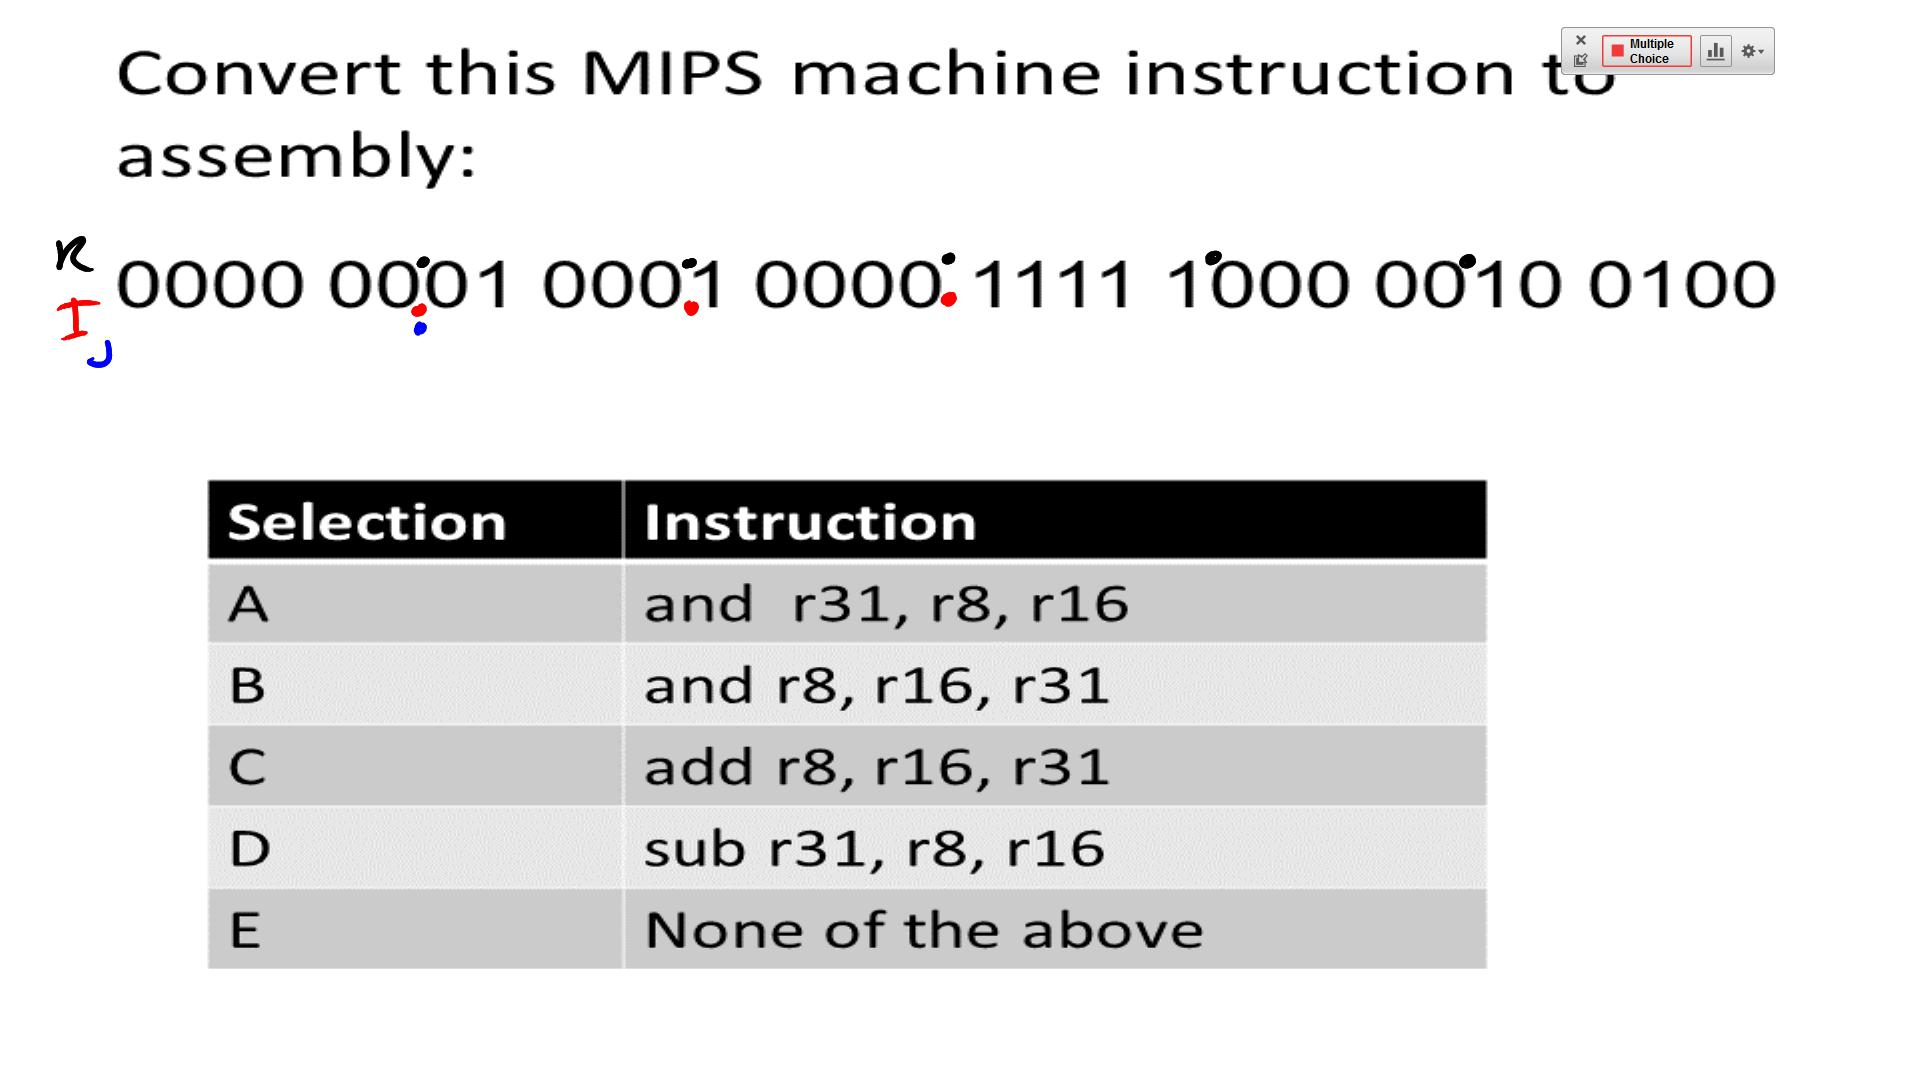 Convert this MIPS machine instruction to
Multiple
Choice
assembly:
R 0000 0001 0001 0000 1111 1000 0010 0100
I
J
Selection Instruction
A and r31, r8, r16
B and r8, r16, r31
C add r8, r16, r31
D sub r31, r8, r16
E None of the above